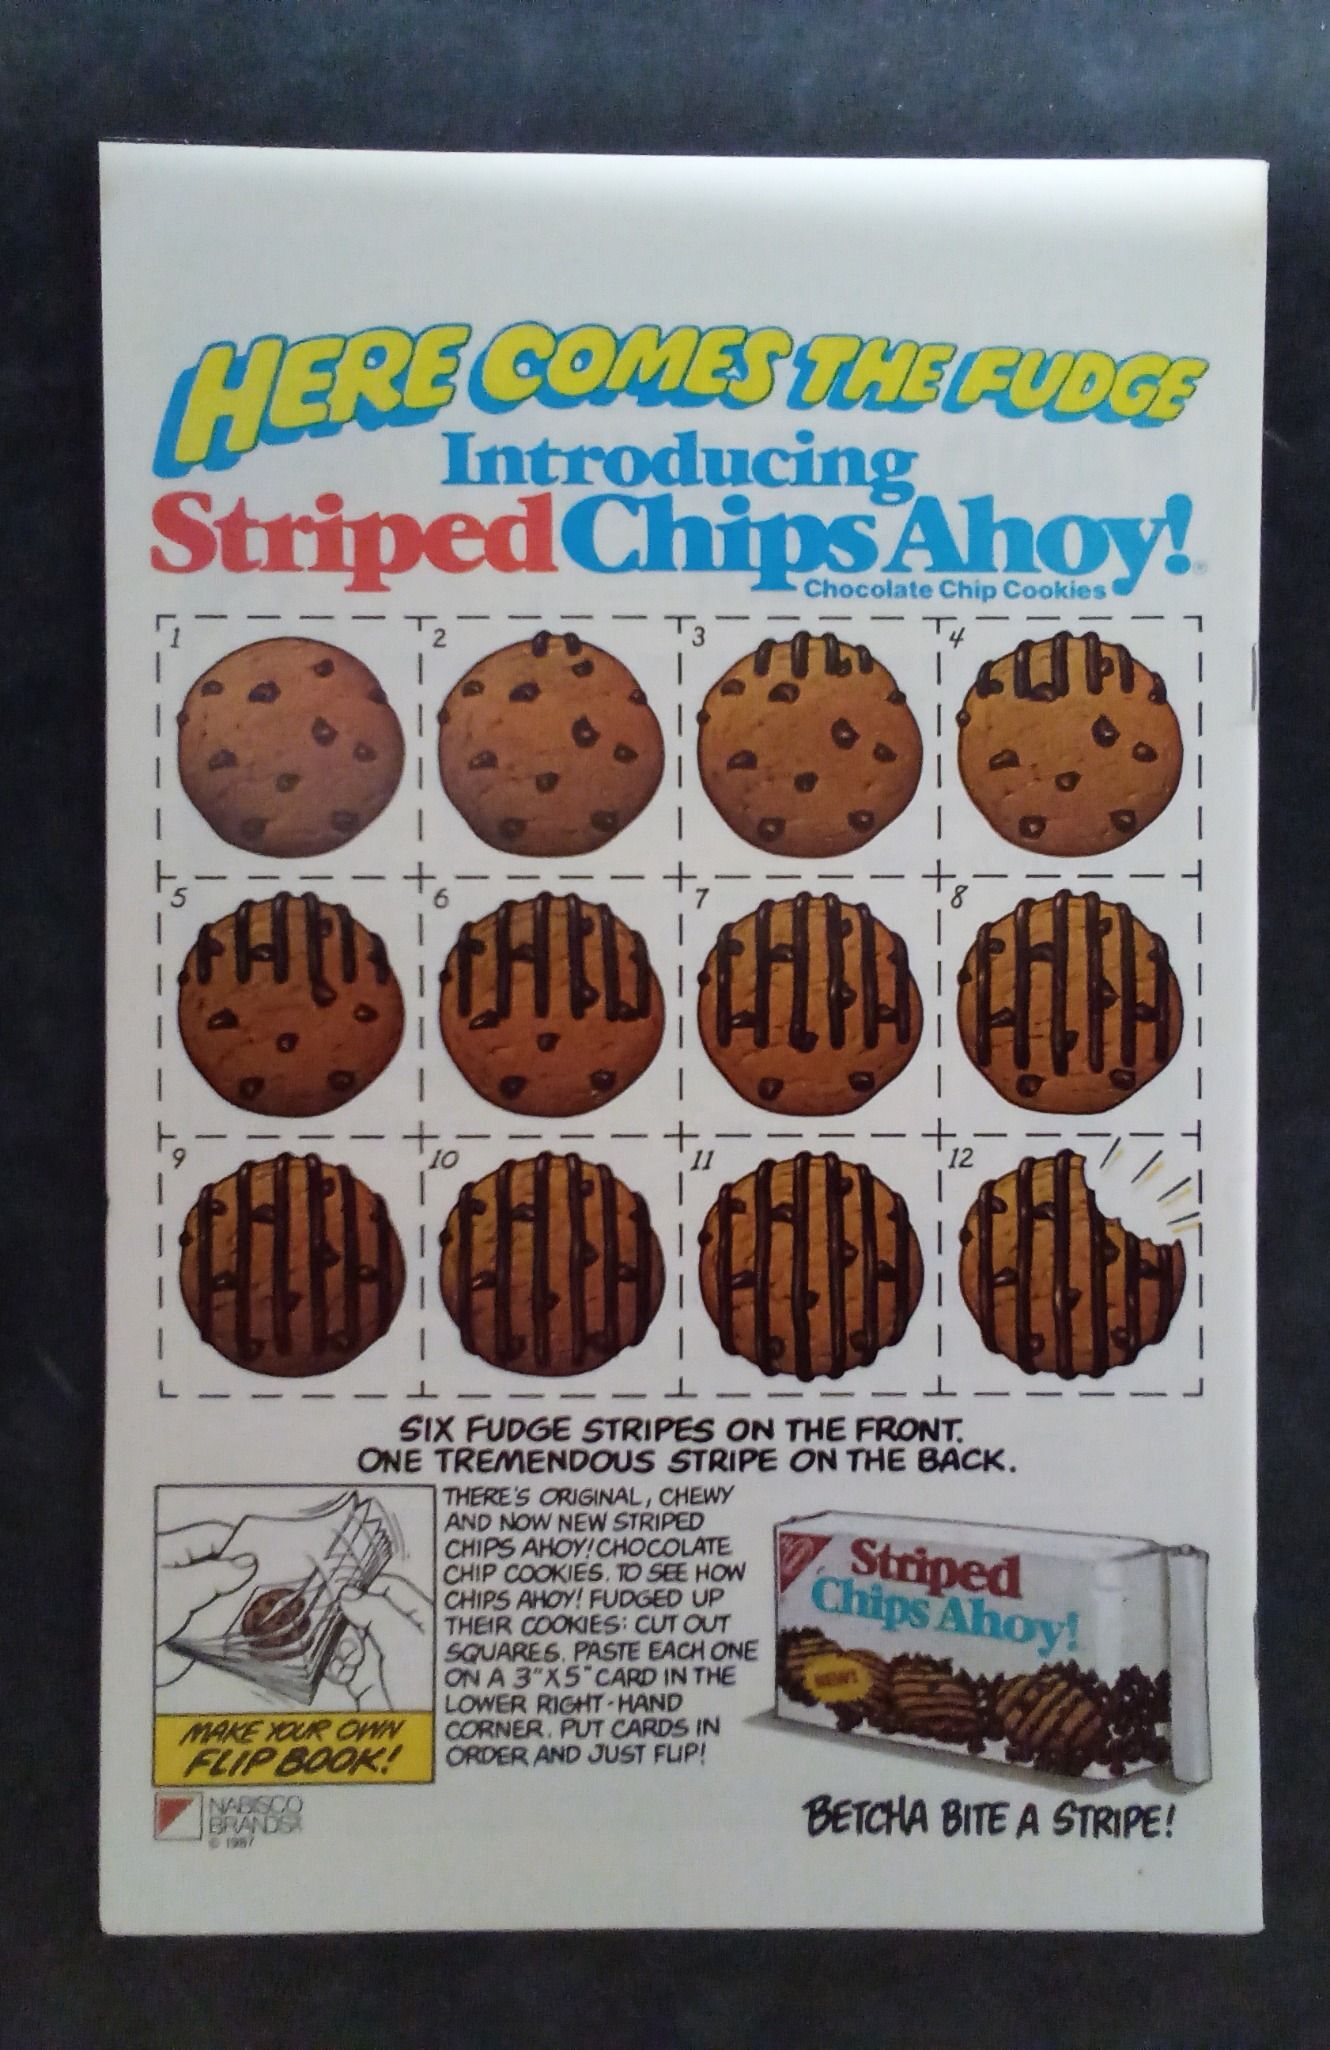 HERE COMES THE FUDGE
Introducing
Striped Chips Ahoy!®
Chocolate Chip Cookies
1 2 3 4
5 6 7 8
9 10 11 12
SIX FUDGE STRIPES ON THE FRONT.
ONE TREMENDOUS STRIPE ON THE BACK.
THERE'S ORIGINAL, CHEWY
AND NOW NEW STRIPED
CHIPS AHOY! CHOCOLATE
CHIP COOKIES. TO SEE HOW
CHIPS AHOY! FUDGED UP
THEIR COOKIES: CUT OUT
SQUARES. PASTE EACH ONE
ON A 3"X5" CARD IN THE
LOWER RIGHT-HAND
CORNER. PUT CARDS IN
ORDER AND JUST FLIP!
MAKE YOUR OWN
FLIP BOOK!
Striped
Chips Ahoy!
NEW!
NABISCO
BRANDS
© 1987
BETCHA BITE A STRIPE!